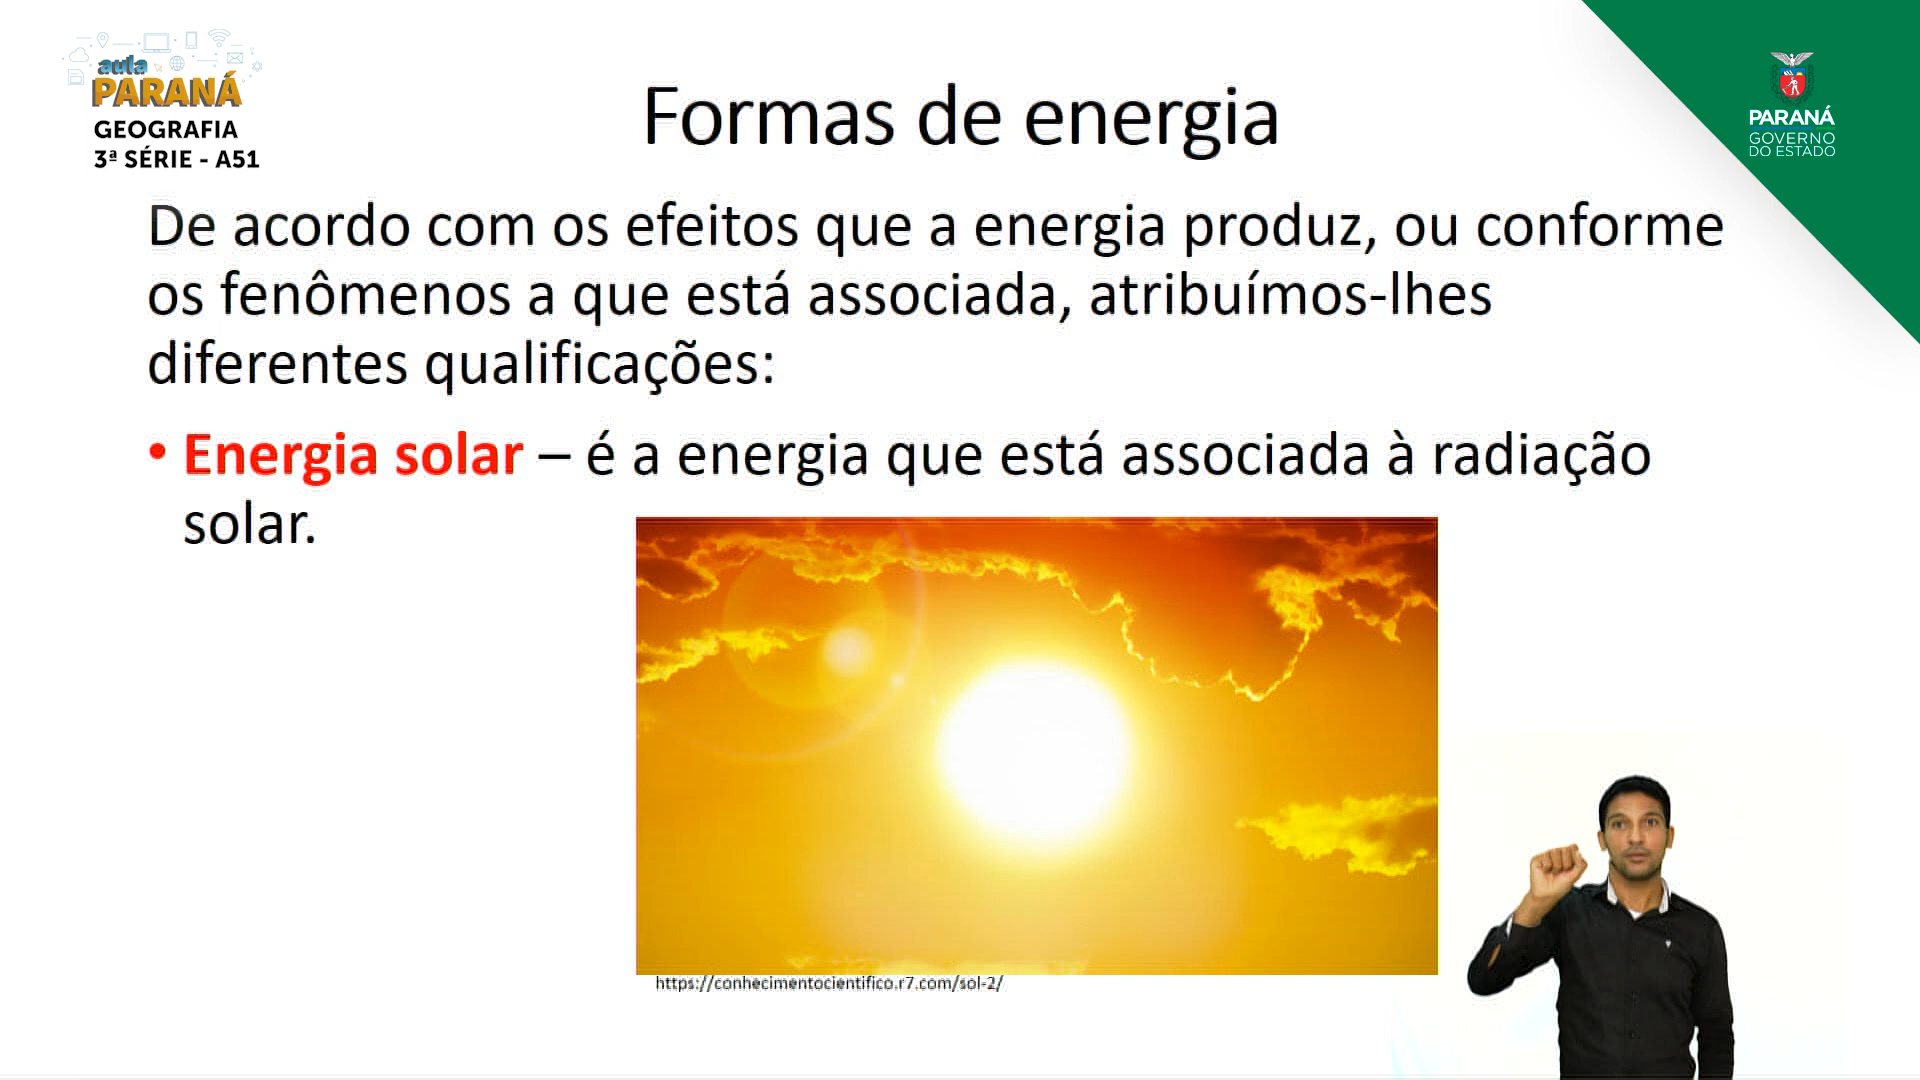 aula
PARANÁ
GEOGRAFIA
3ª SÉRIE - A51
Formas de energia
PARANÁ
GOVERNO
DO ESTADO
De acordo com os efeitos que a energia produz, ou conforme
os fenômenos a que está associada, atribuímos-lhes
diferentes qualificações:
• Energia solar – é a energia que está associada à radiação
solar.
https://conhecimentocientifico.r7.com/sol-2/